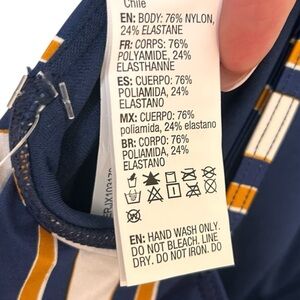 Chile
EN: BODY: 76% NYLON,
24% ELASTANE
FR: CORPS: 76%
POLYAMIDE, 24%
ELASTHANNE
ES: CUERPO: 76%
POLIAMIDA, 24%
ELASTANO
MX: CUERPO: 76%
poliamida, 24% elastano
BR: CORPO: 76%
POLIAMIDA, 24%
ELASTANO
EN: HAND WASH ONLY.
DO NOT BLEACH. LINE
DRY. DO NOT IRON. DO